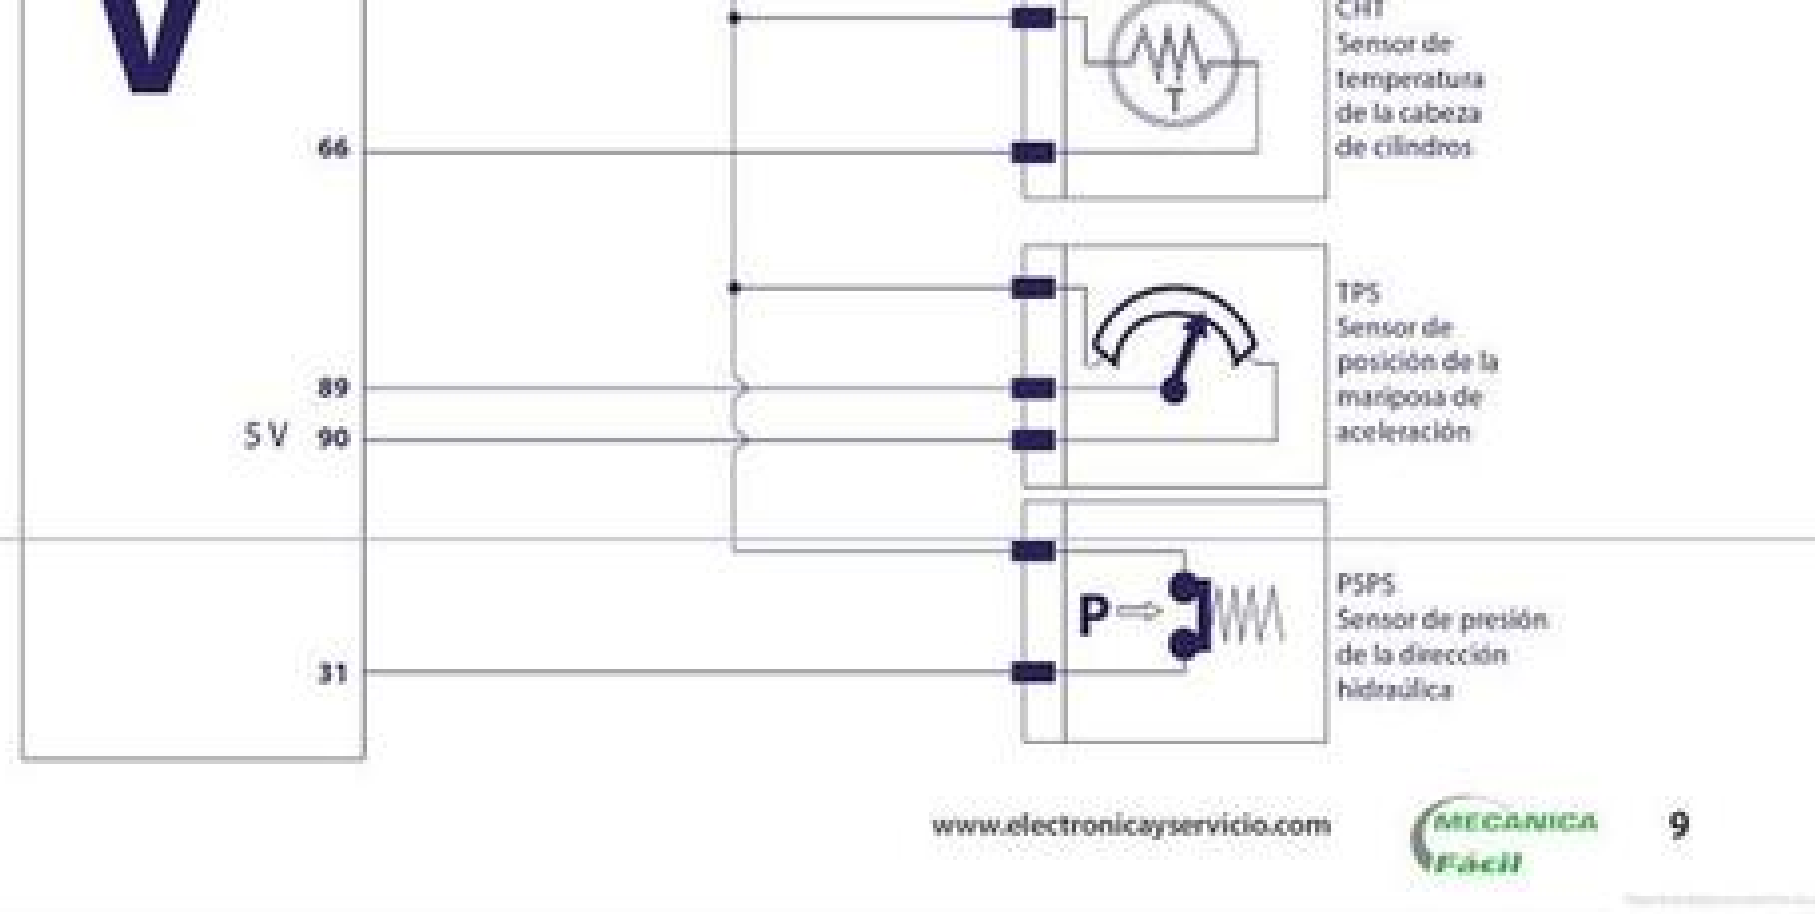 V
CHT
Sensor de
temperatura
de la cabeza
de cilindros
T
66
TPS
Sensor de
posición de la
mariposa de
aceleración
89
5 V 90
PSPS
Sensor de presión
de la dirección
hidraúlica
P
31
www.electronicayservicio.com
MECANICA
Fácil
9